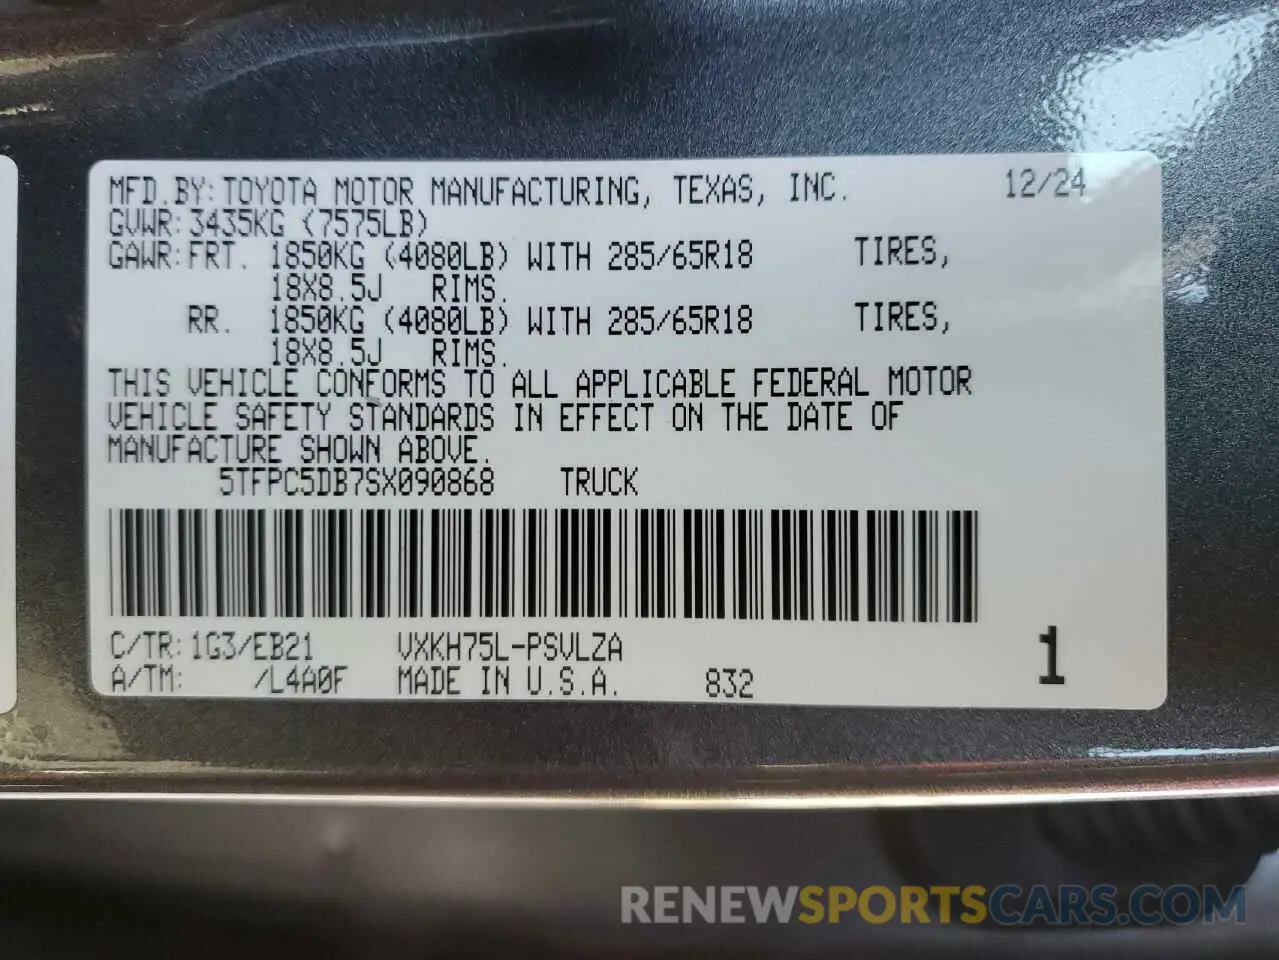 MFD.BY: TOYOTA MOTOR MANUFACTURING, TEXAS, INC. 12/24
GVWR: 3435KG (7575LB)
GAWR: FRT. 1850KG (4080LB) WITH 285/65R18 TIRES,
18X8.5J RIMS.
RR. 1850KG (4080LB) WITH 285/65R18 TIRES,
18X8.5J RIMS.
THIS VEHICLE CONFORMS TO ALL APPLICABLE FEDERAL MOTOR
VEHICLE SAFETY STANDARDS IN EFFECT ON THE DATE OF
MANUFACTURE SHOWN ABOVE.
5TFPC5DB7SX090868 TRUCK
C/TR: 1G3/EB21 VXKH75L-PSVLZA 1
A/TM: /L4A0F MADE IN U.S.A. 832
RENEWSPORTSCARS.COM